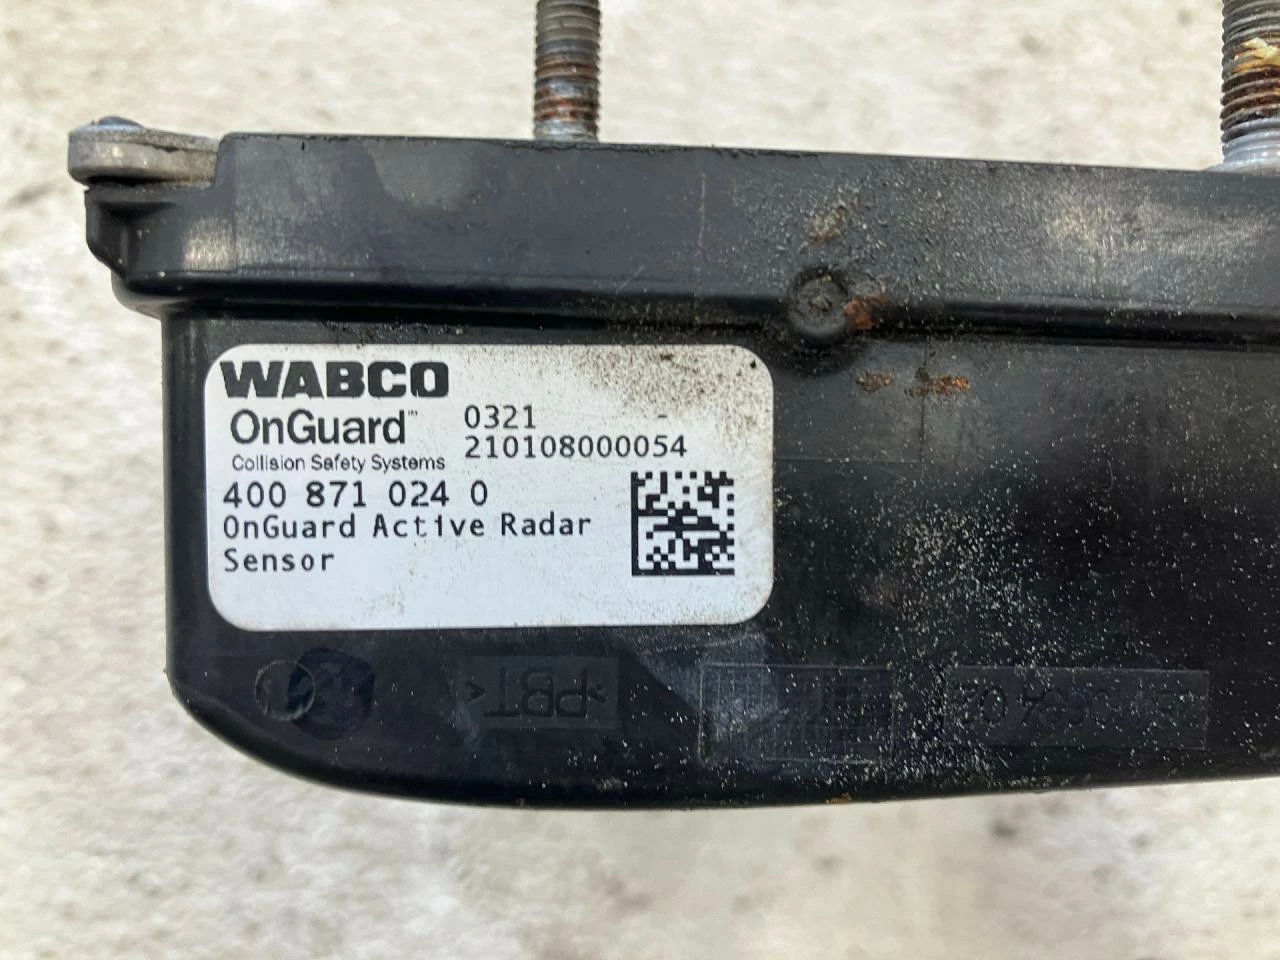 WABCO
OnGuard™ 0321 -
Collision Safety Systems 210108000054
400 871 024 0
OnGuard Active Radar
Sensor
>PBT<